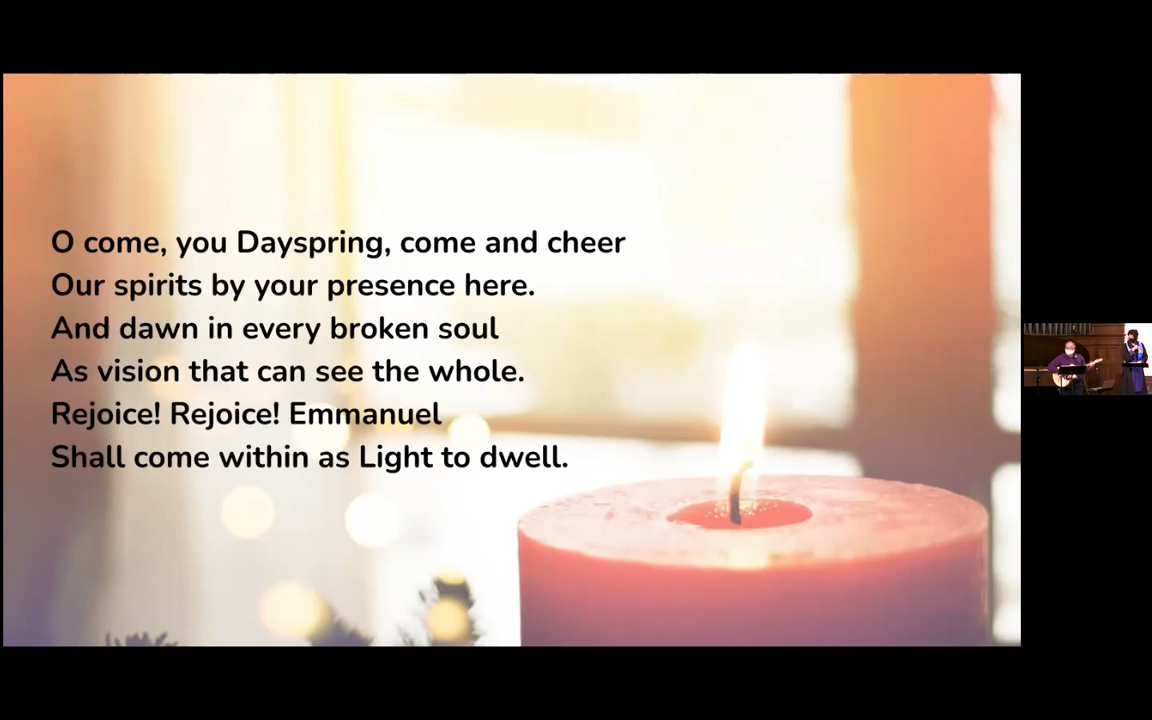 O come, you Dayspring, come and cheer
Our spirits by your presence here.
And dawn in every broken soul
As vision that can see the whole.
Rejoice! Rejoice! Emmanuel
Shall come within as Light to dwell.